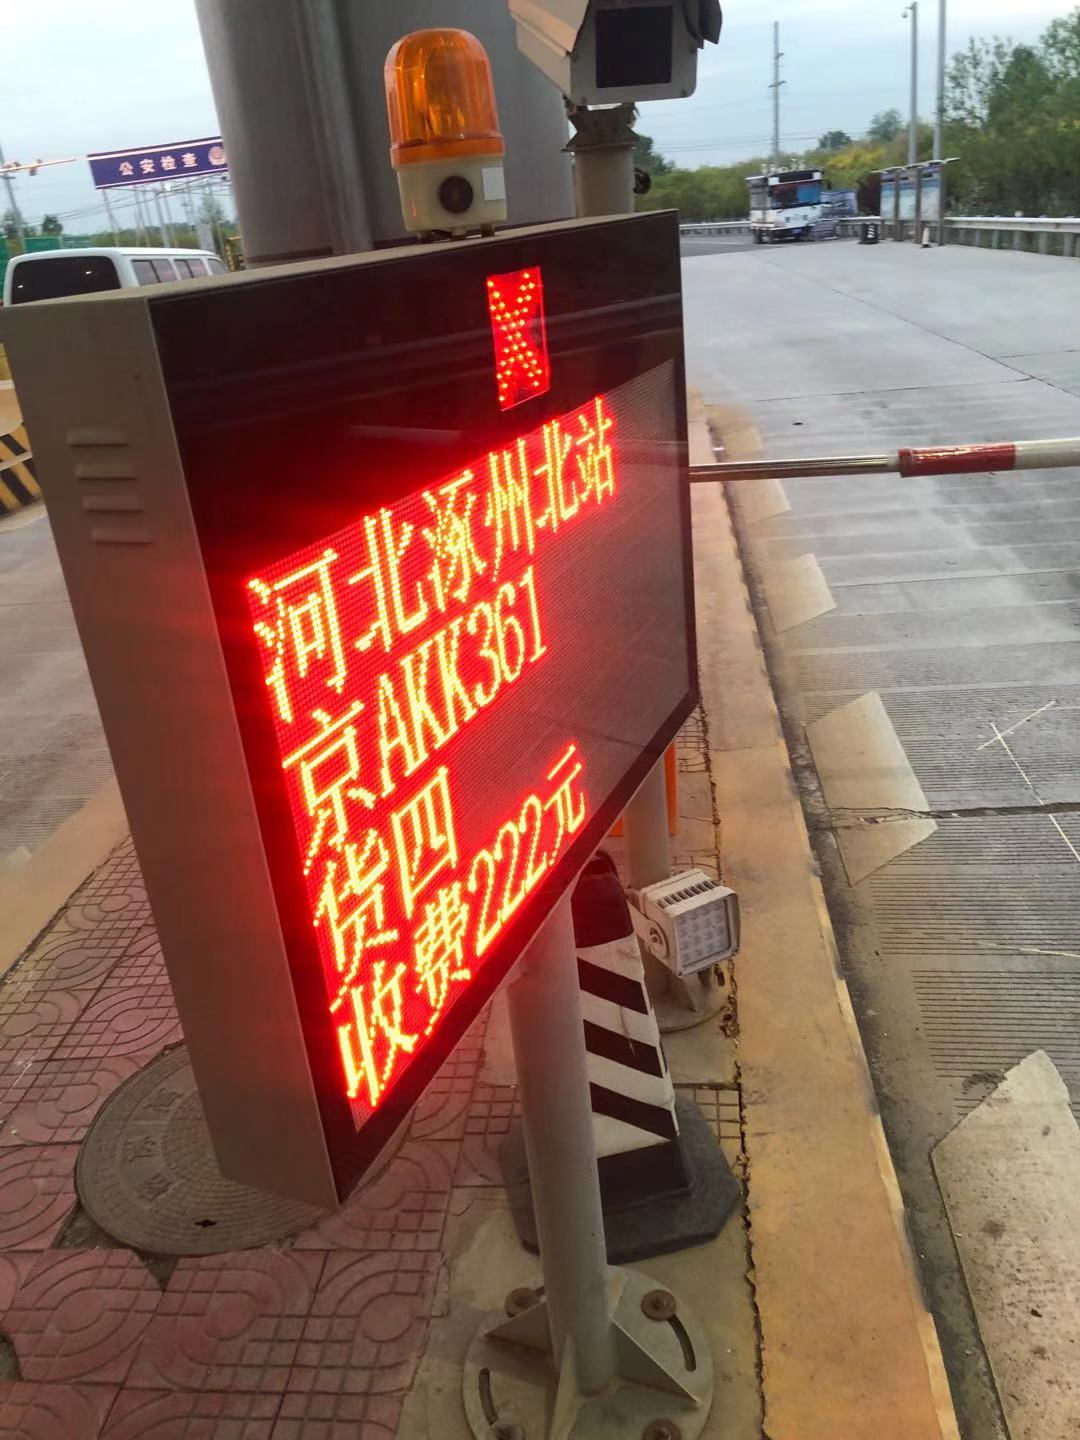 公安检查
河北涿州北站
京AKK361
货四
收费222元